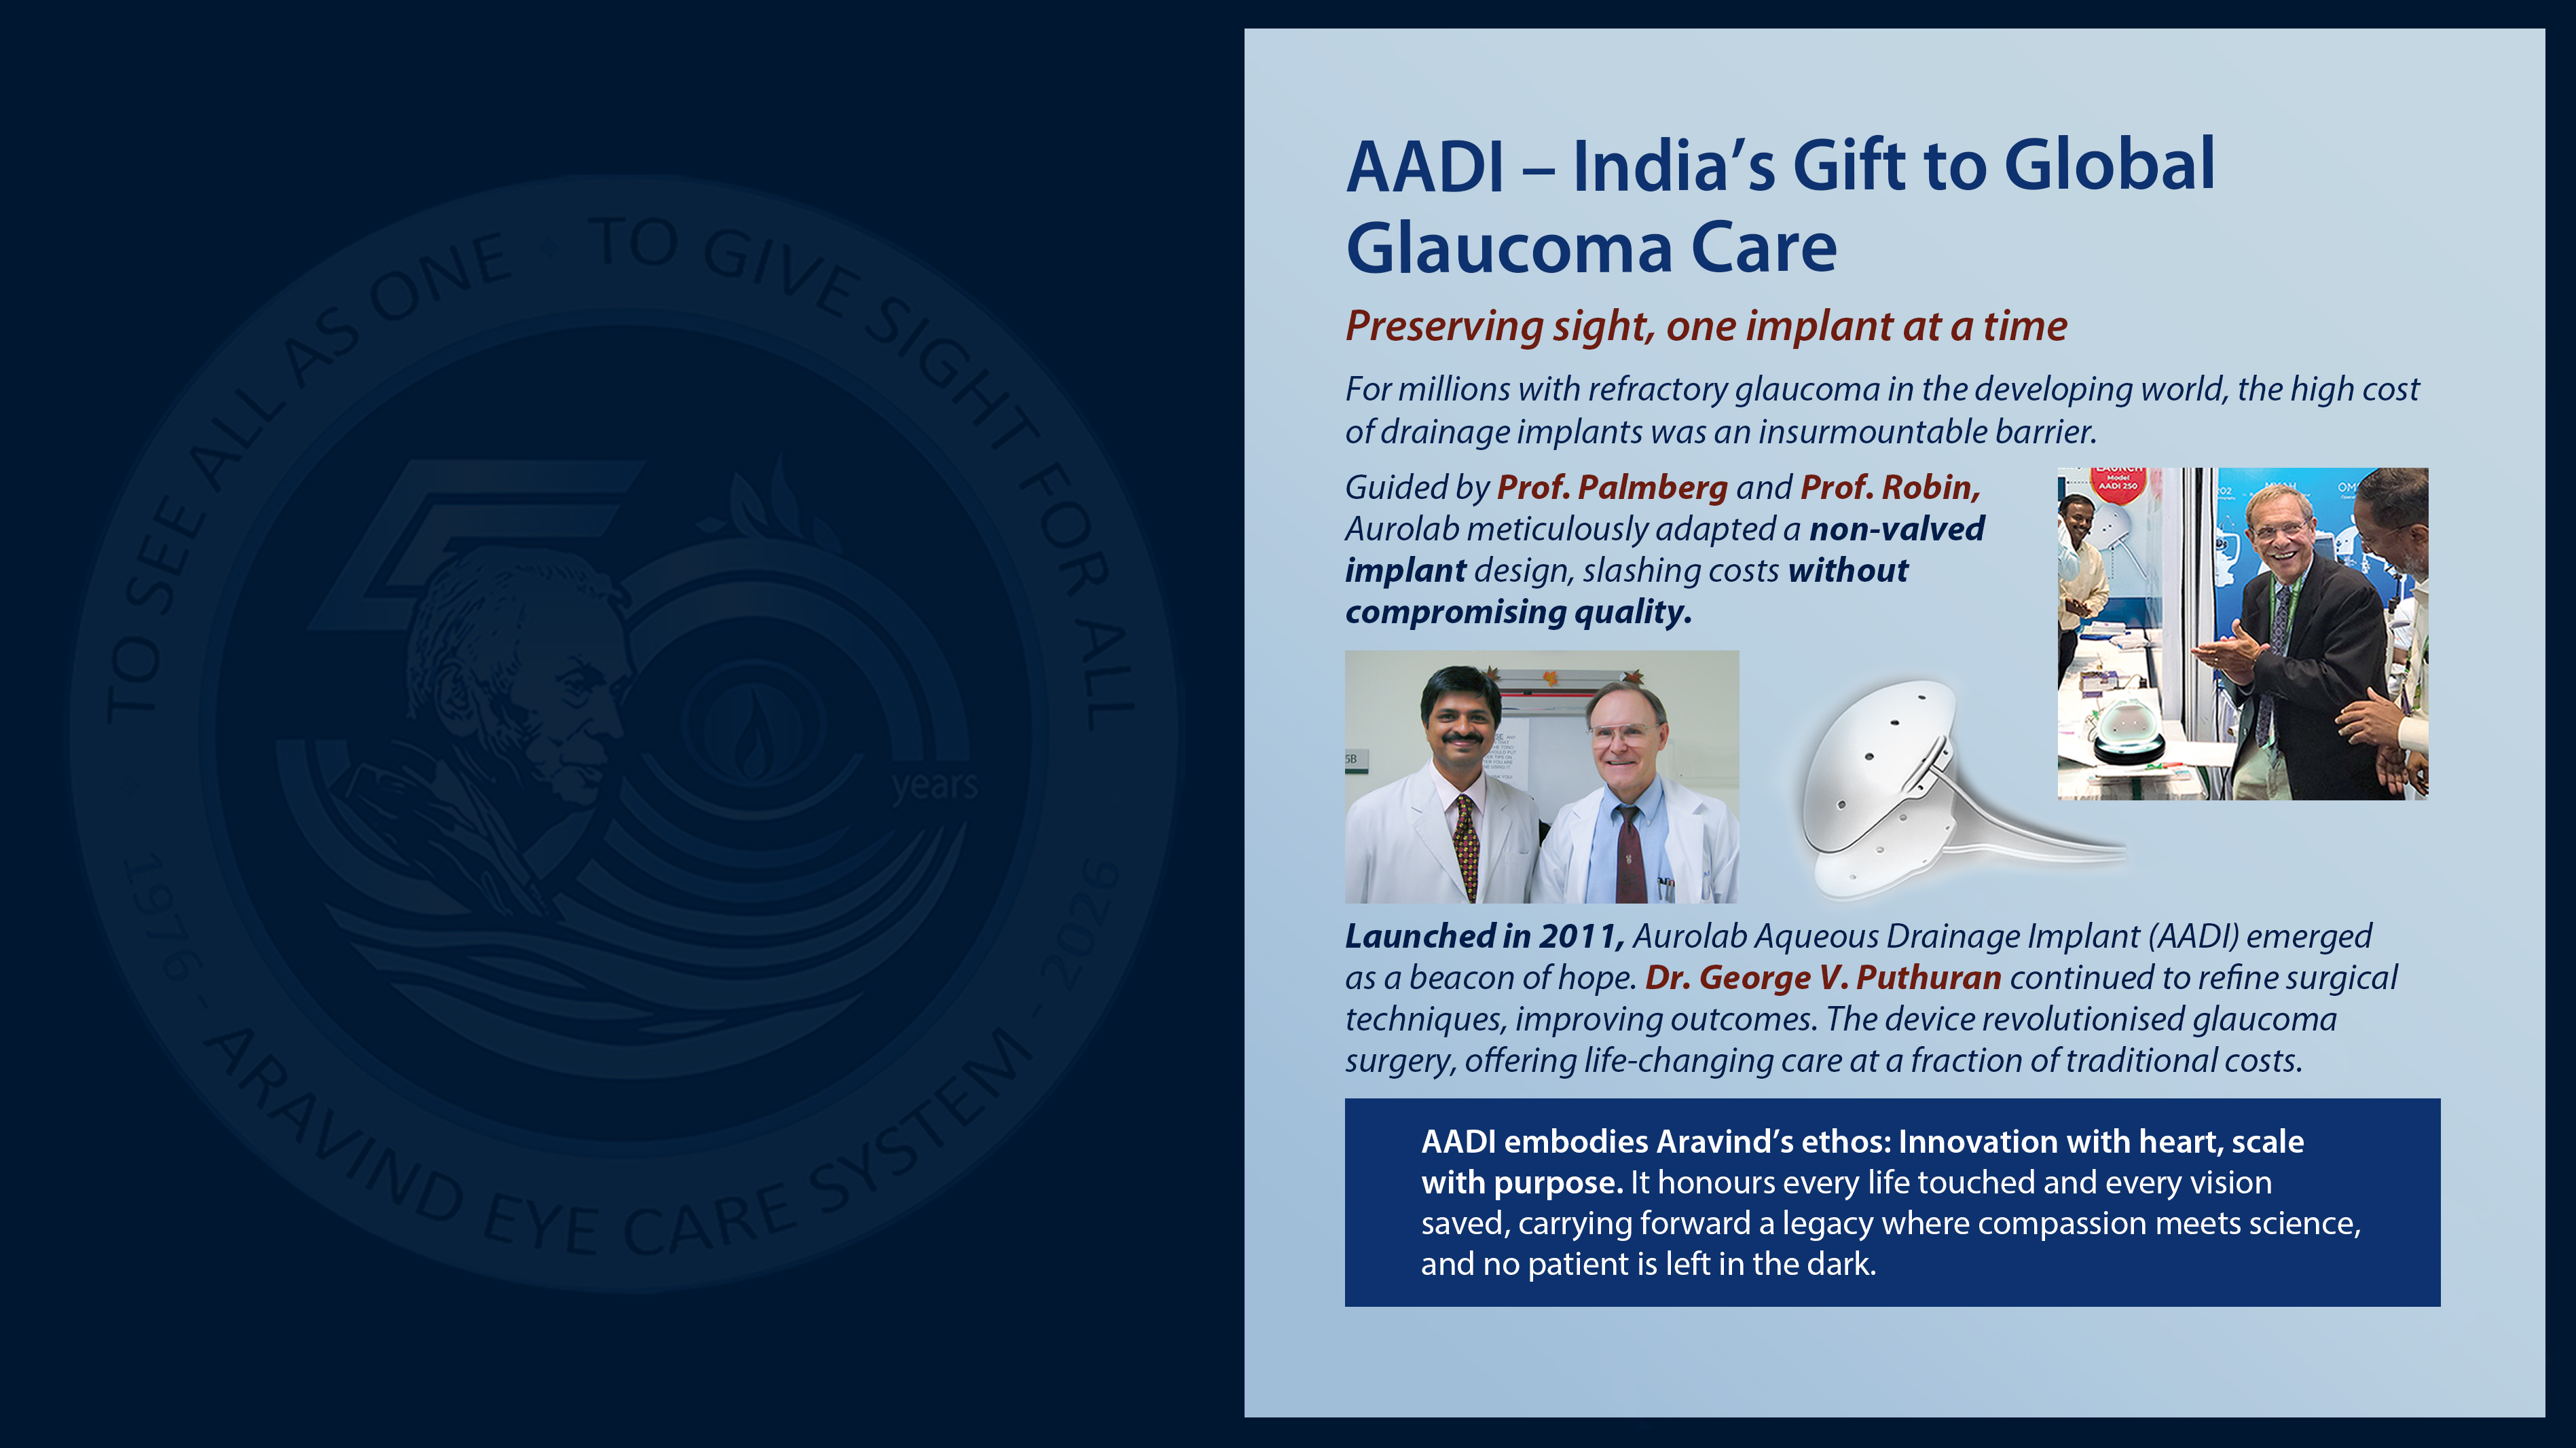 TO SEE ALL AS ONE • TO GIVE SIGHT FOR ALL
1976 - ARAVIND EYE CARE SYSTEM - 2026
years
AADI – India’s Gift to Global
Glaucoma Care
Preserving sight, one implant at a time
For millions with refractory glaucoma in the developing world, the high cost
of drainage implants was an insurmountable barrier.
Guided by Prof. Palmberg and Prof. Robin,
Aurolab meticulously adapted a non-valved
implant design, slashing costs without
compromising quality.
LAUNCH
Model
AADI 250
5B
Launched in 2011, Aurolab Aqueous Drainage Implant (AADI) emerged
as a beacon of hope. Dr. George V. Puthuran continued to refine surgical
techniques, improving outcomes. The device revolutionised glaucoma
surgery, offering life-changing care at a fraction of traditional costs.
AADI embodies Aravind’s ethos: Innovation with heart, scale
with purpose. It honours every life touched and every vision
saved, carrying forward a legacy where compassion meets science,
and no patient is left in the dark.